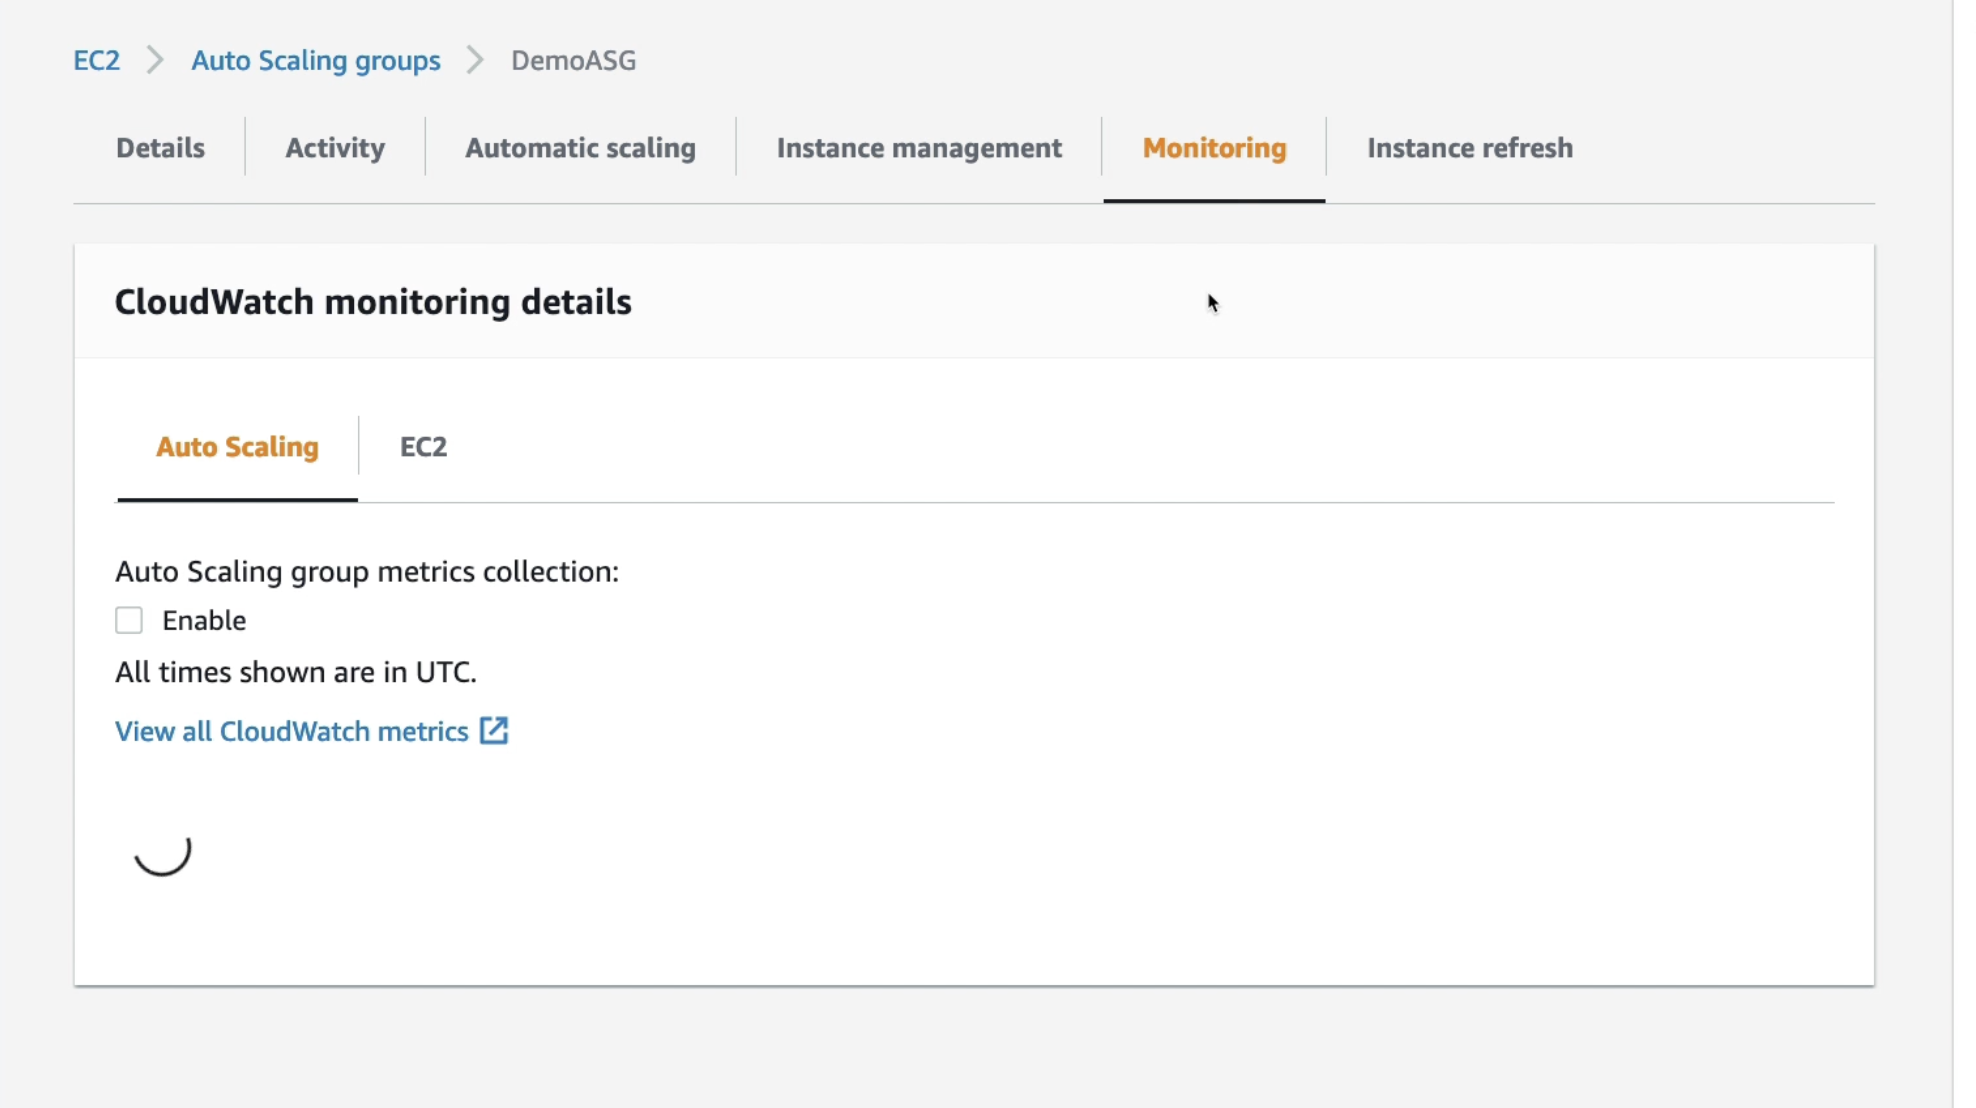 EC2 Auto Scaling groups DemoASG
Details Activity Automatic scaling Instance management Monitoring Instance refresh
CloudWatch monitoring details
Auto Scaling EC2
Auto Scaling group metrics collection:
Enable
All times shown are in UTC.
View all CloudWatch metrics